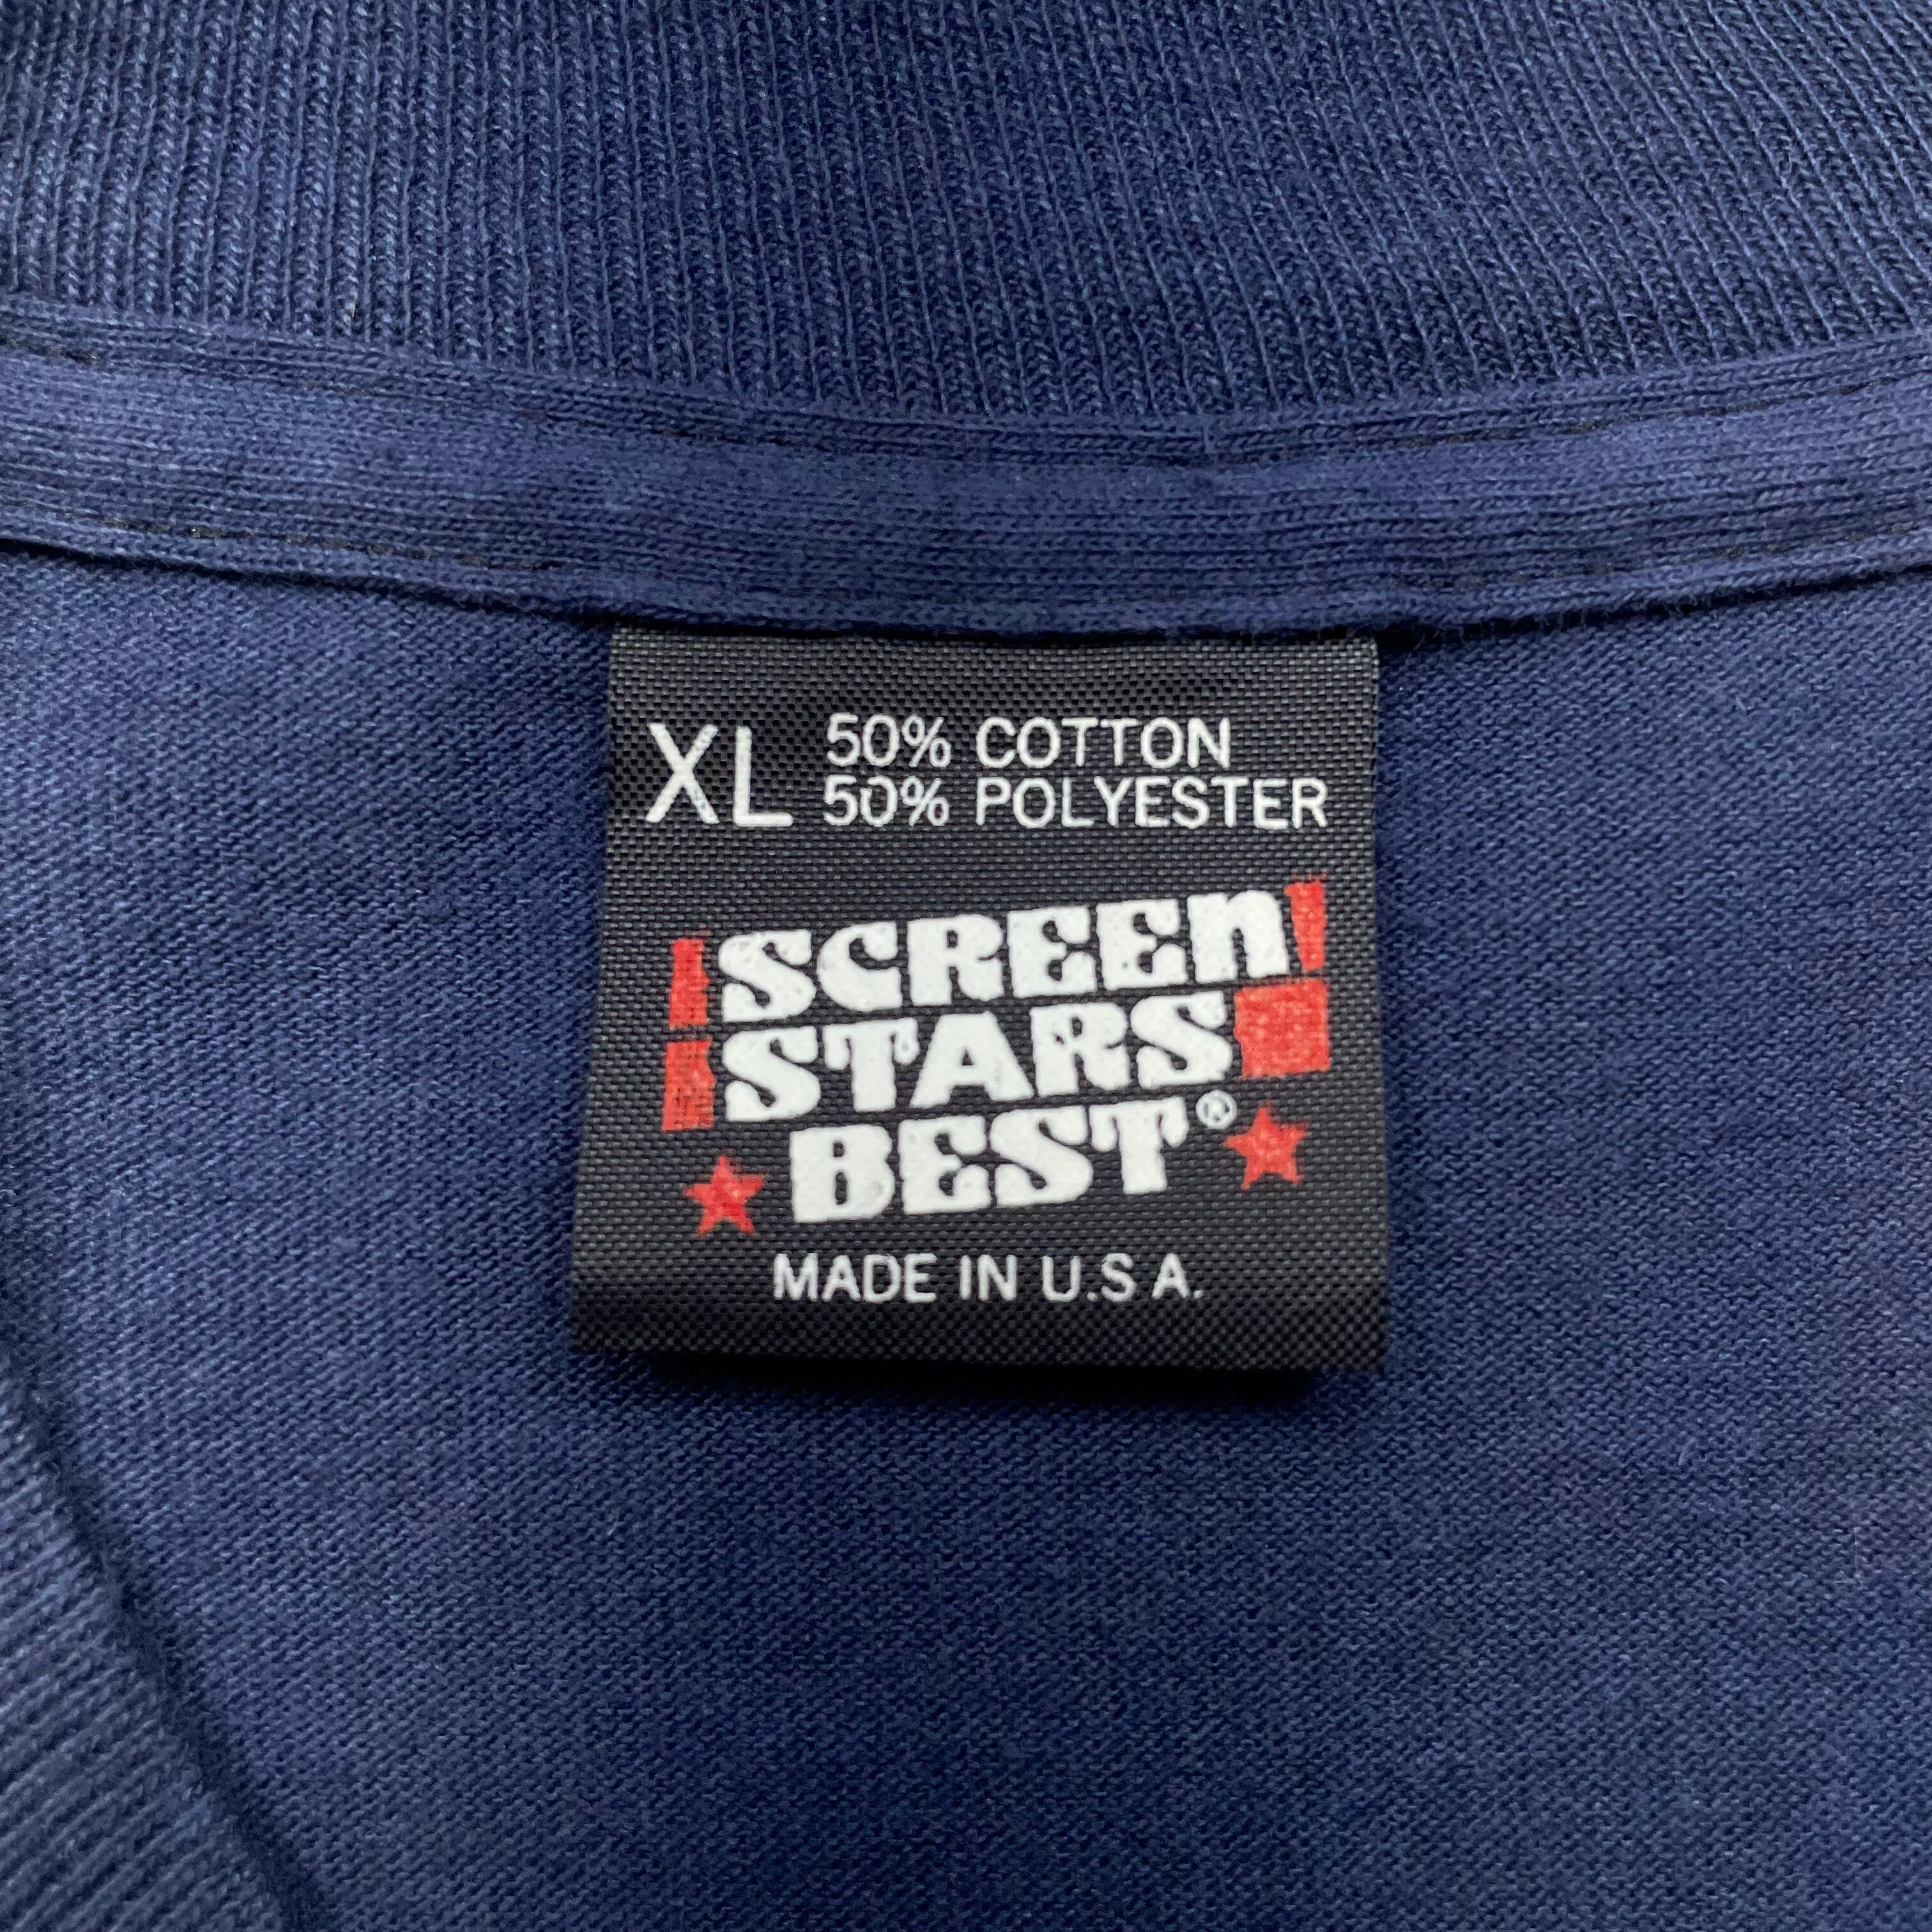 XL 50% COTTON
50% POLYESTER
SCREEN
STARS
BEST®
MADE IN U.S A.